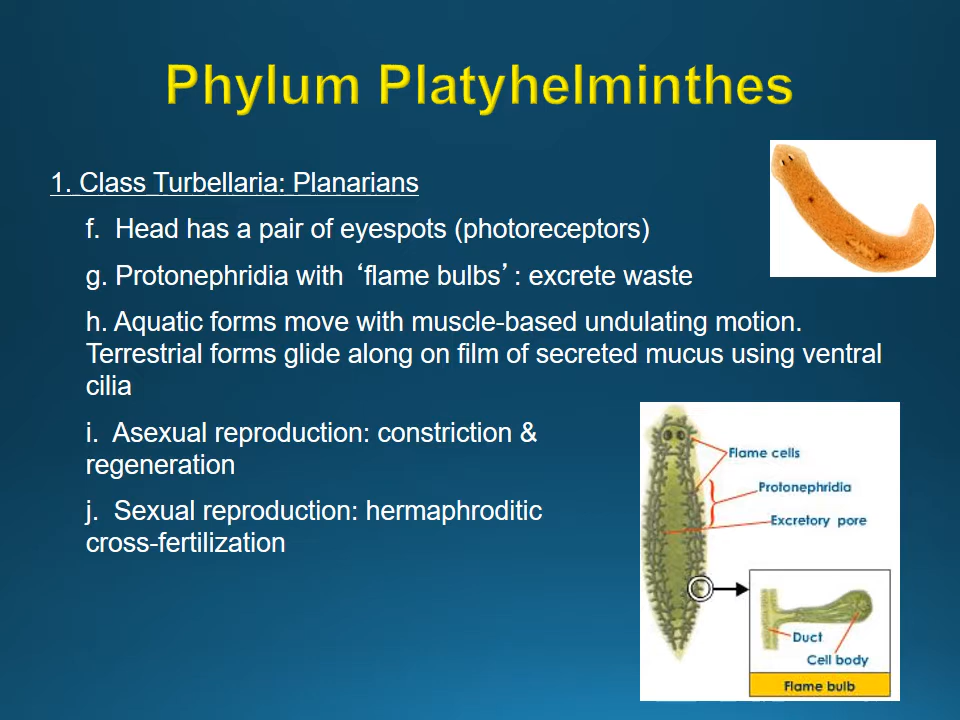 Phylum Platyhelminthes
1. Class Turbellaria: Planarians
f.  Head has a pair of eyespots (photoreceptors)
g. Protonephridia with ‘flame bulbs’ : excrete waste
h. Aquatic forms move with muscle-based undulating motion.
Terrestrial forms glide along on film of secreted mucus using ventral
cilia
i.  Asexual reproduction: constriction &
regeneration
j.  Sexual reproduction: hermaphroditic
cross-fertilization
Flame cells
Protonephridia
Excretory pore
Duct
Cell body
Flame bulb